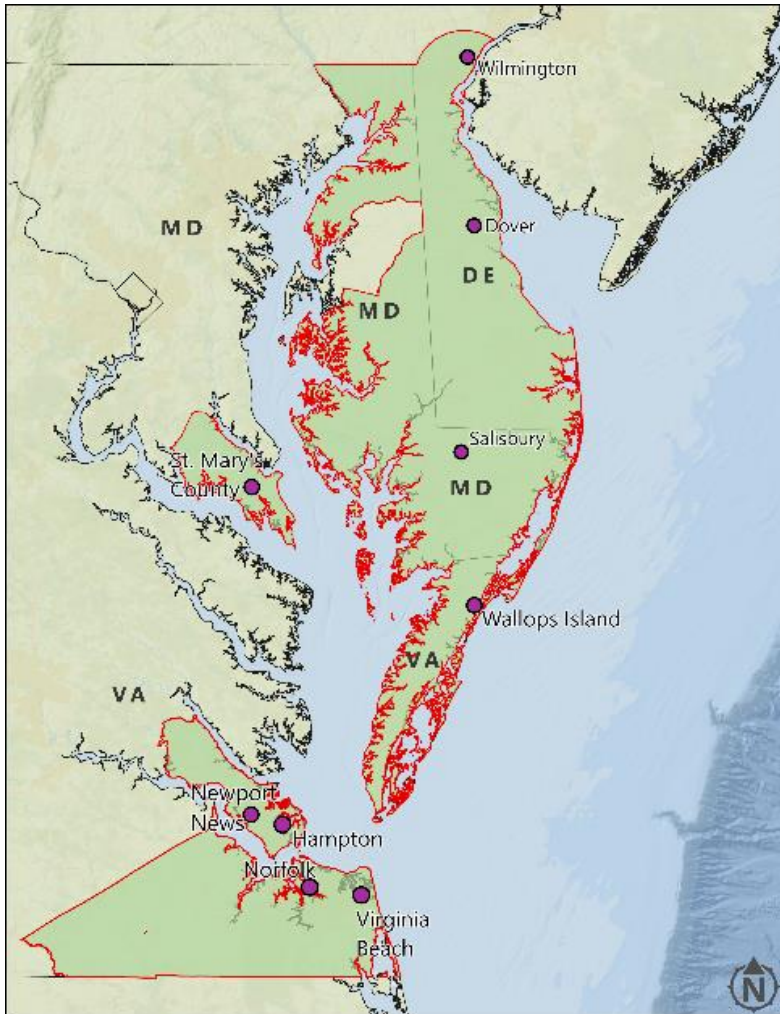 Wilmington
MD
Dover
DE
MD
Salisbury
St. Mary's
County
MD
Wallops Island
VA
VA
Newport
News
Hampton
Norfolk
Virginia
Beach
N